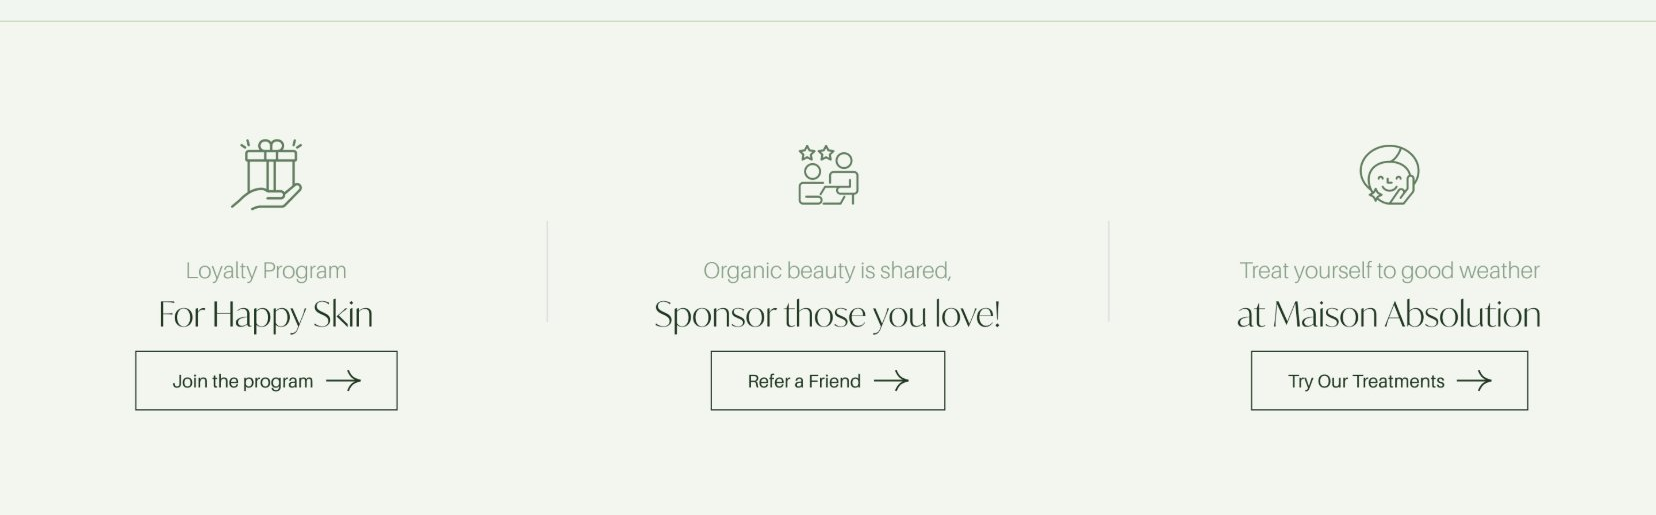 Loyalty Program
For Happy Skin
Join the program
Organic beauty is shared,
Sponsor those you love!
Refer a Friend
Treat yourself to good weather
at Maison Absolution
Try Our Treatments